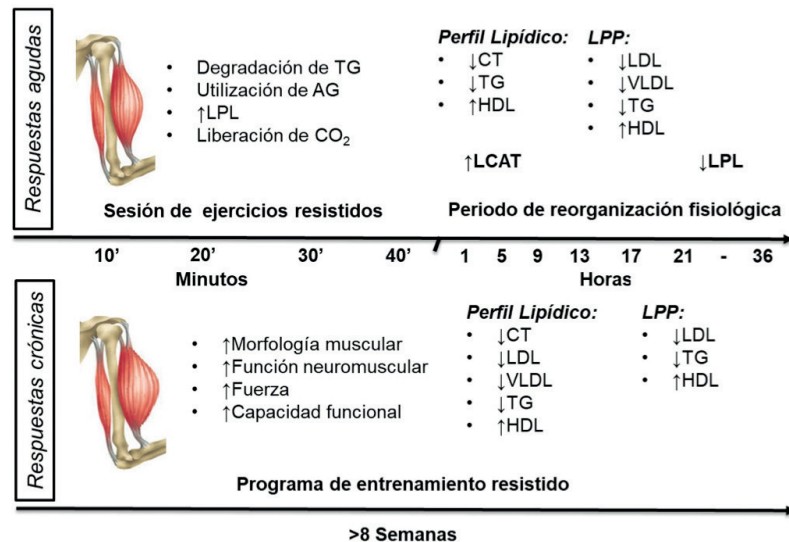 Respuestas agudas
• Degradación de TG
• Utilización de AG
• ↑LPL
• Liberación de CO₂
Perfil Lipídico:
• ↓CT
• ↓TG
• ↑HDL
LPP:
• ↓LDL
• ↓VLDL
• ↓TG
• ↑HDL
↑LCAT ↓LPL
Sesión de ejercicios resistidos
Periodo de reorganización fisiológica
10’ 20’ 30’ 40’ 1 5 9 13 17 21 - 36
Minutos Horas
Respuestas crónicas
• ↑Morfología muscular
• ↑Función neuromuscular
• ↑Fuerza
• ↑Capacidad funcional
Perfil Lipídico:
• ↓CT
• ↓LDL
• ↓VLDL
• ↓TG
• ↑HDL
LPP:
• ↓LDL
• ↓TG
• ↑HDL
Programa de entrenamiento resistido
>8 Semanas